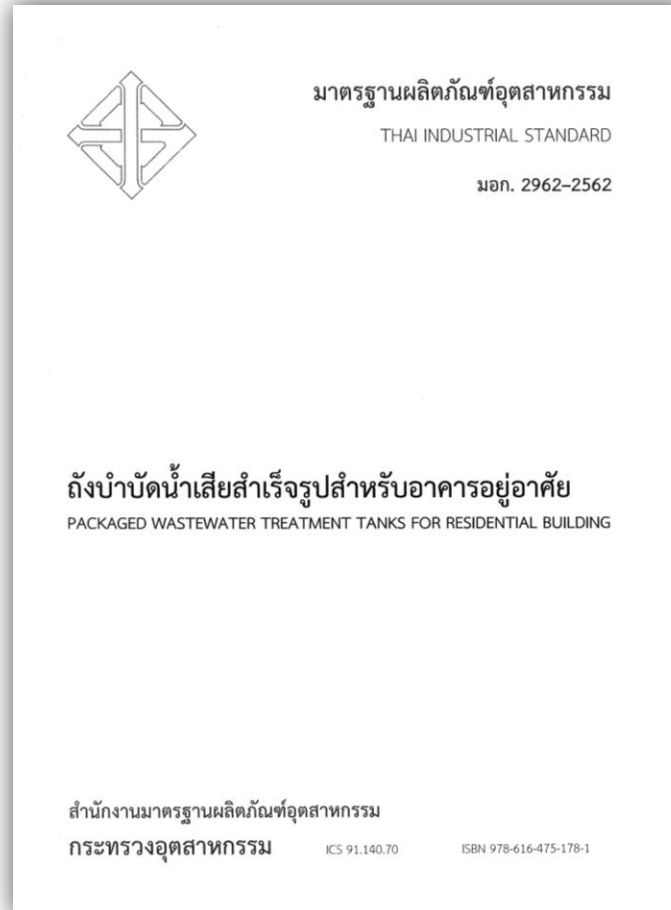 มาตรฐานผลิตภัณฑ์อุตสาหกรรม
THAI INDUSTRIAL STANDARD
มอก. 2962–2562
ถังบำบัดน้ำเสียสำเร็จรูปสำหรับอาคารอยู่อาศัย
PACKAGED WASTEWATER TREATMENT TANKS FOR RESIDENTIAL BUILDING
สำนักงานมาตรฐานผลิตภัณฑ์อุตสาหกรรม
กระทรวงอุตสาหกรรม ICS 91.140.70 ISBN 978-616-475-178-1